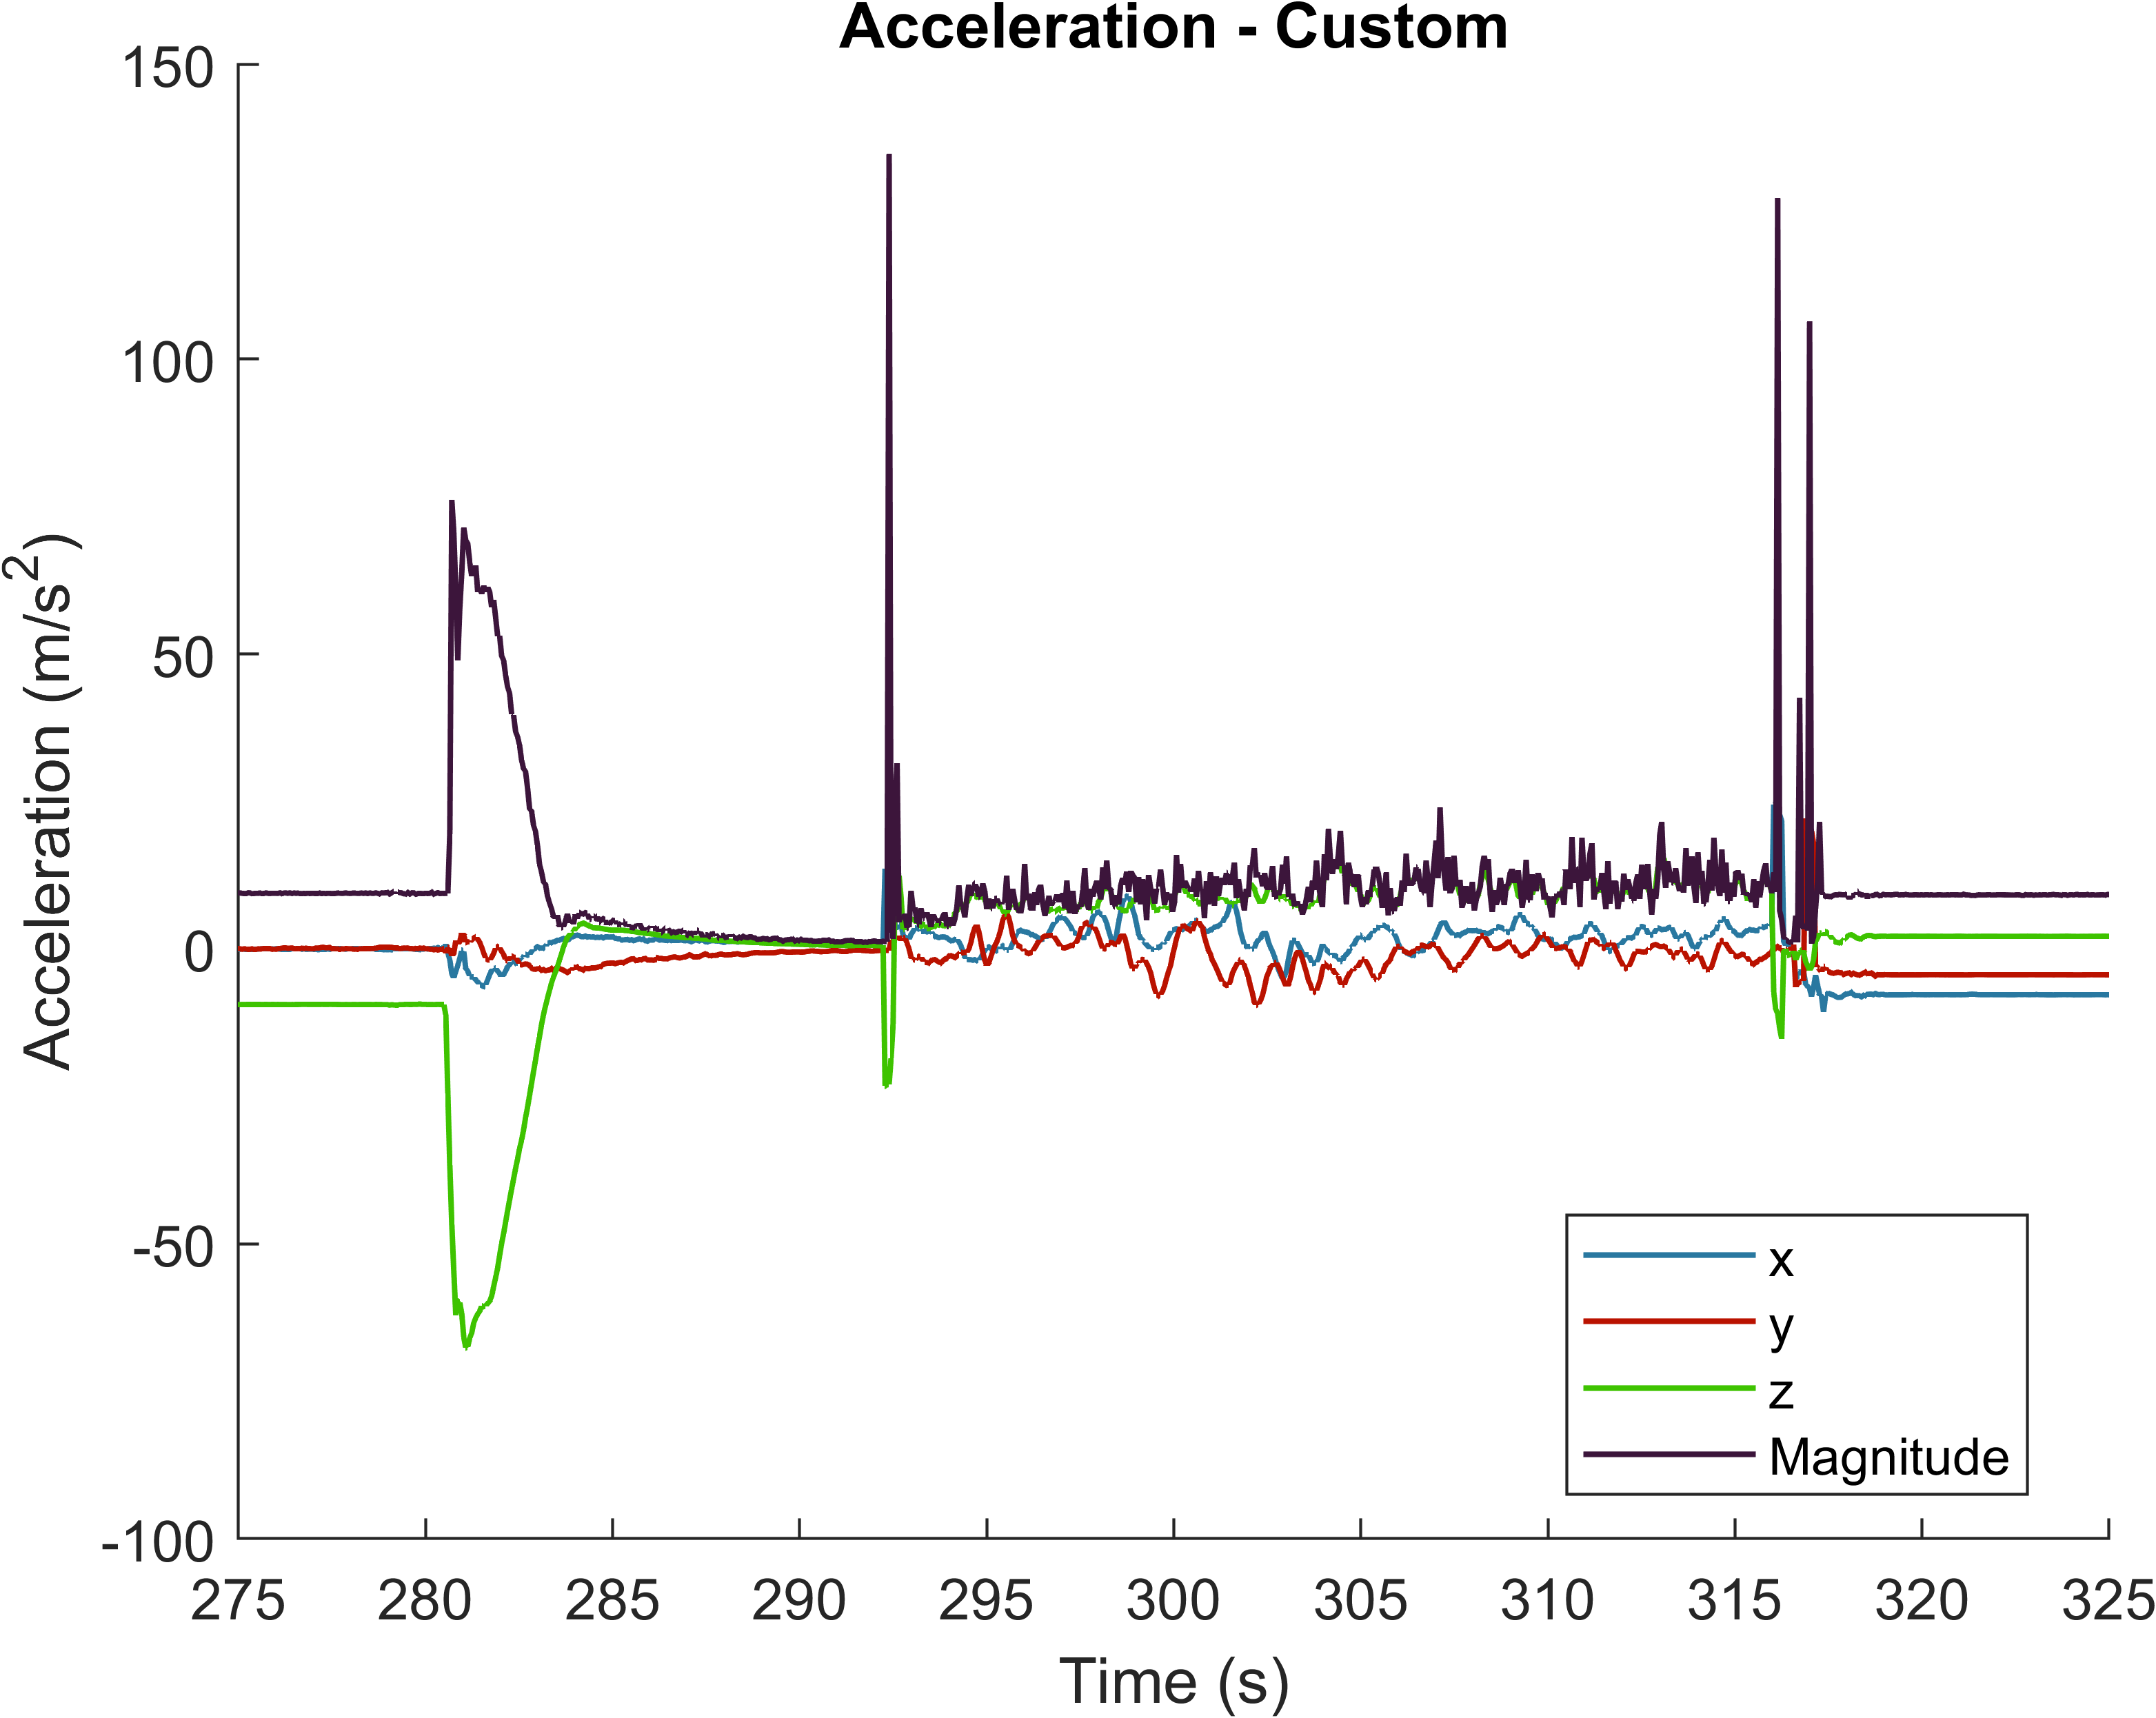 Acceleration - Custom
150
100
50
0
-50
-100
Acceleration (m/s²)
275 280 285 290 295 300 305 310 315 320 325
Time (s)
x
y
z
Magnitude